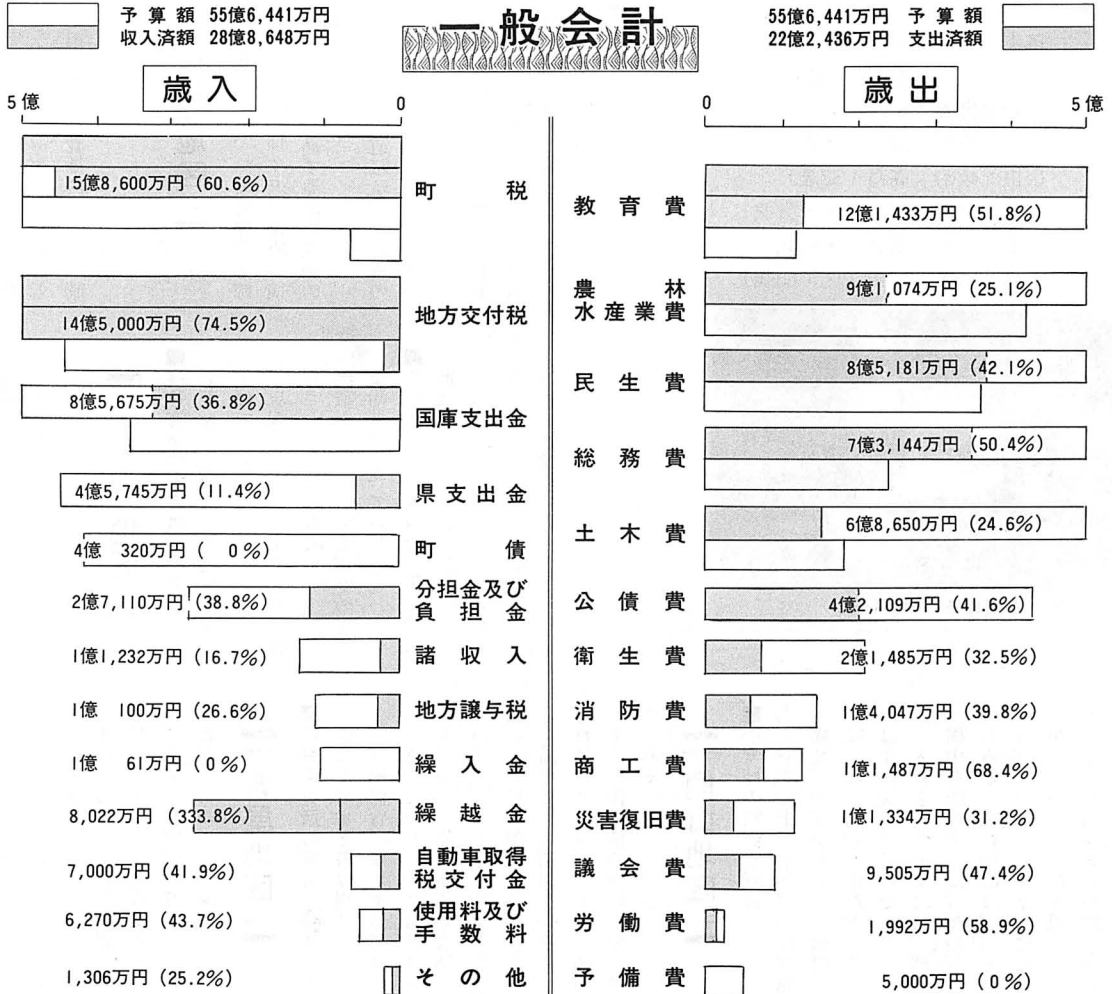 一般会計
予算額 55億6,441万円
収入済額 28億8,648万円
55億6,441万円 予算額
22億2,436万円 支出済額
歳入
5億 0
15億8,600万円 (60.6%) 町税
14億5,000万円 (74.5%) 地方交付税
8億5,675万円 (36.8%) 国庫支出金
4億5,745万円 (11.4%) 県支出金
4億 320万円 ( 0%) 町債
2億7,110万円 (38.8%) 分担金及び
負担金
1億1,232万円 (16.7%) 諸収入
1億 100万円 (26.6%) 地方譲与税
1億 61万円 (0%) 繰入金
8,022万円 (333.8%) 繰越金
7,000万円 (41.9%) 自動車取得
税交付金
6,270万円 (43.7%) 使用料及び
手数料
1,306万円 (25.2%) その他
歳出
0 5億
教育費 12億1,433万円 (51.8%)
農林
水産業費 9億1,074万円 (25.1%)
民生費 8億5,181万円 (42.1%)
総務費 7億3,144万円 (50.4%)
土木費 6億8,650万円 (24.6%)
公債費 4億2,109万円 (41.6%)
衛生費 2億1,485万円 (32.5%)
消防費 1億4,047万円 (39.8%)
商工費 1億1,487万円 (68.4%)
災害復旧費 1億1,334万円 (31.2%)
議会費 9,505万円 (47.4%)
労働費 1,992万円 (58.9%)
予備費 5,000万円 (0%)